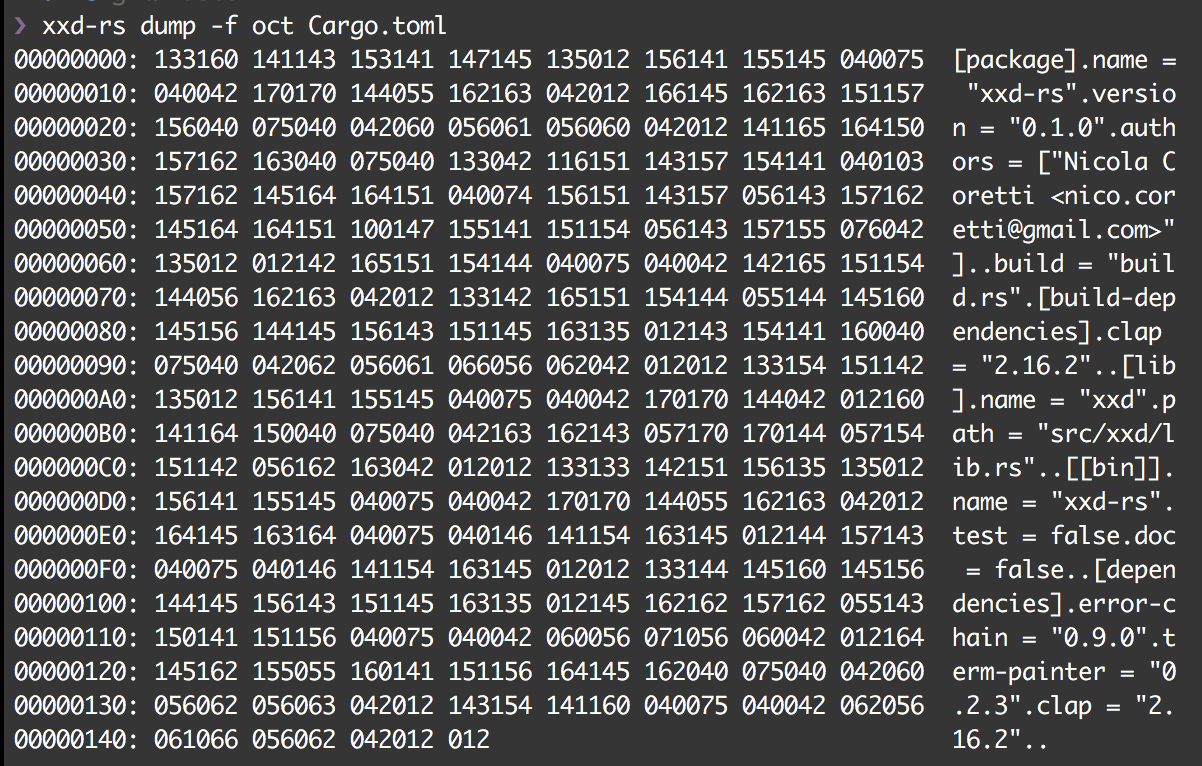 ❯ xxd-rs dump -f oct Cargo.toml
00000000: 133160 141143 153141 147145 135012 156141 155145 040075  [package].name =
00000010: 040042 170170 144055 162163 042012 166145 162163 151157   "xxd-rs".versio
00000020: 156040 075040 042060 056061 056060 042012 141165 164150  n = "0.1.0".auth
00000030: 157162 163040 075040 133042 116151 143157 154141 040103  ors = ["Nicola C
00000040: 157162 145164 164151 040074 156151 143157 056143 157162  oretti <nico.cor
00000050: 145164 164151 100147 155141 151154 056143 157155 076042  etti@gmail.com>"
00000060: 135012 012142 165151 154144 040075 040042 142165 151154  ]..build = "buil
00000070: 144056 162163 042012 133142 165151 154144 055144 145160  d.rs".[build-dep
00000080: 145156 144145 156143 151145 163135 012143 154141 160040  endencies].clap
00000090: 075040 042062 056061 066056 062042 012012 133154 151142  = "2.16.2"..[lib
000000A0: 135012 156141 155145 040075 040042 170170 144042 012160  ].name = "xxd".p
000000B0: 141164 150040 075040 042163 162143 057170 170144 057154  ath = "src/xxd/l
000000C0: 151142 056162 163042 012012 133133 142151 156135 135012  ib.rs"..[[bin]].
000000D0: 156141 155145 040075 040042 170170 144055 162163 042012  name = "xxd-rs".
000000E0: 164145 163164 040075 040146 141154 163145 012144 157143  test = false.doc
000000F0: 040075 040146 141154 163145 012012 133144 145160 145156   = false..[depen
00000100: 144145 156143 151145 163135 012145 162162 157162 055143  dencies].error-c
00000110: 150141 151156 040075 040042 060056 071056 060042 012164  hain = "0.9.0".t
00000120: 145162 155055 160141 151156 164145 162040 075040 042060  erm-painter = "0
00000130: 056062 056063 042012 143154 141160 040075 040042 062056  .2.3".clap = "2.
00000140: 061066 056062 042012 012                                 16.2"..